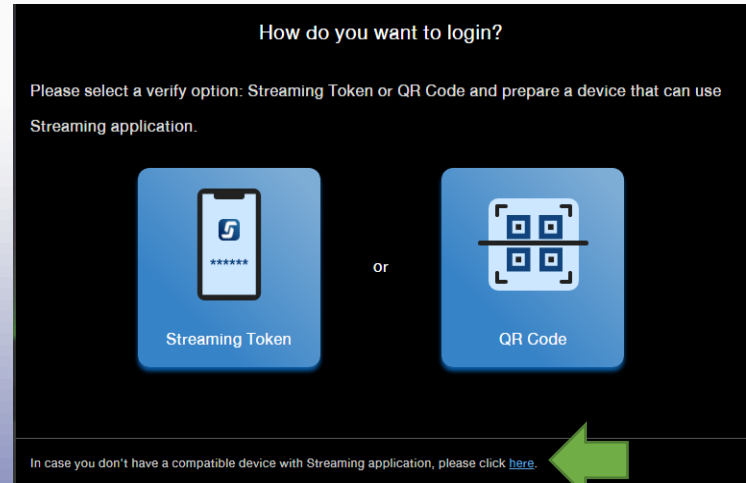 How do you want to login?
Please select a verify option: Streaming Token or QR Code and prepare a device that can use
Streaming application.
******
or
Streaming Token
QR Code
In case you don't have a compatible device with Streaming application, please click here.